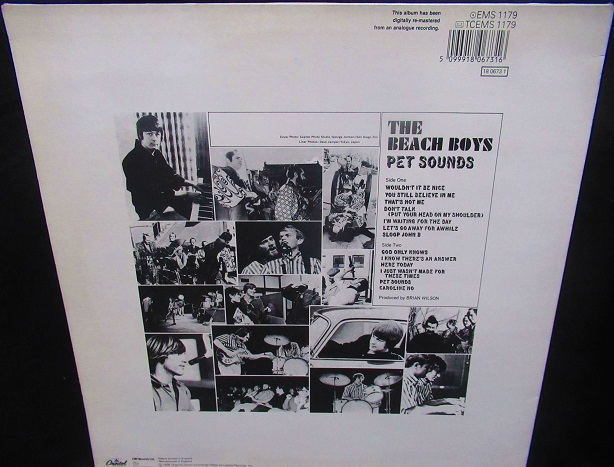 This album has been
digitally re-mastered
from an analogue recording.
EMS 1179
TCEMS 1179
5 099918 067316
18 0673 1
THE
BEACH BOYS
PET SOUNDS
Side One
WOULDN'T IT BE NICE
YOU STILL BELIEVE IN ME
THAT'S NOT ME
DON'T TALK
(PUT YOUR HEAD ON MY SHOULDER)
I'M WAITING FOR THE DAY
LET'S GO AWAY FOR AWHILE
SLOOP JOHN B
Side Two
GOD ONLY KNOWS
I KNOW THERE'S AN ANSWER
HERE TODAY
I JUST WASN'T MADE FOR
THESE TIMES
PET SOUNDS
CAROLINE NO
Produced by BRIAN WILSON
Capitol